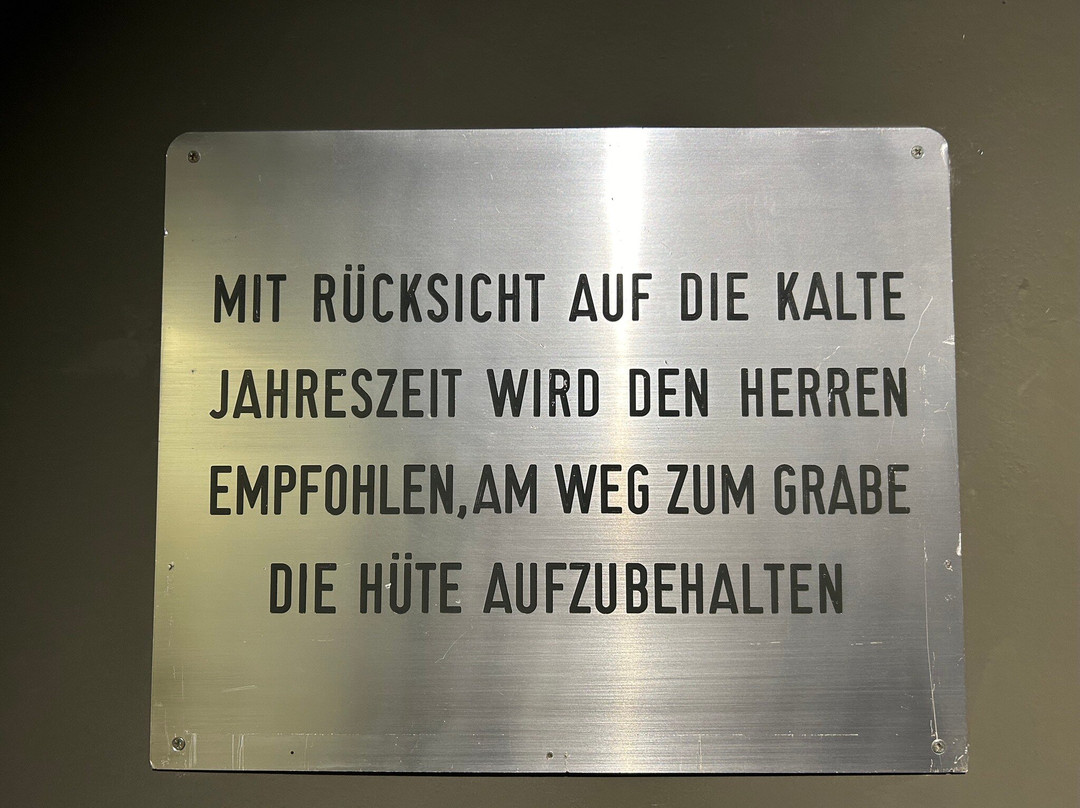 MIT RÜCKSICHT AUF DIE KALTE
JAHRESZEIT WIRD DEN HERREN
EMPFOHLEN, AM WEG ZUM GRABE
DIE HÜTE AUFZUBEHALTEN